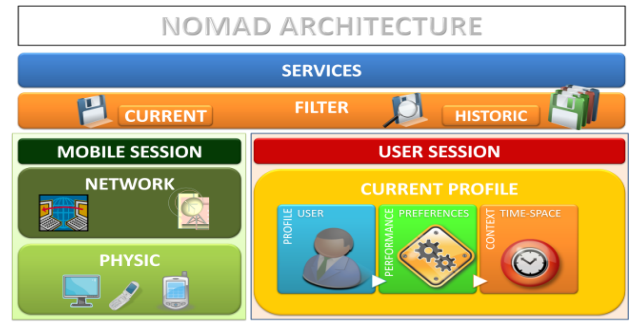 NOMAD ARCHITECTURE
SERVICES
FILTER
CURRENT
HISTORIC
MOBILE SESSION
USER SESSION
NETWORK
CURRENT PROFILE
PROFILE
USER
PERFORMANCE
PREFERENCES
CONTEXT
TIME-SPACE
PHYSIC